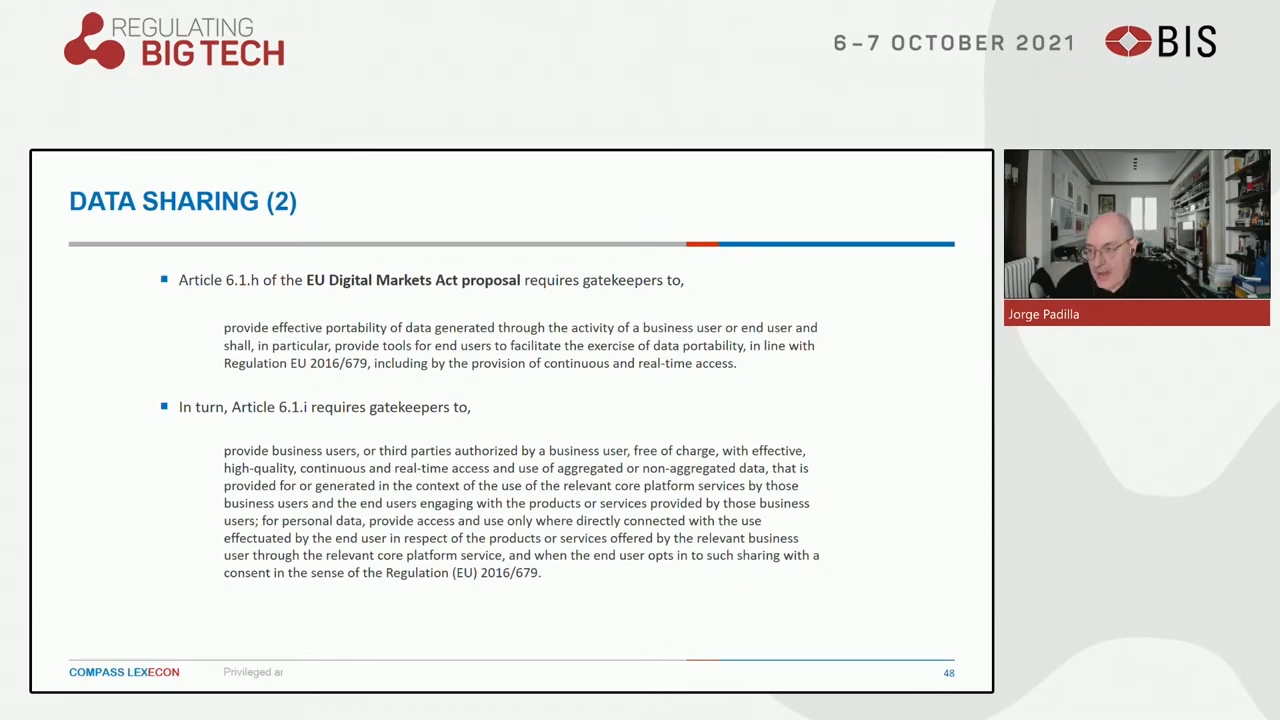 REGULATING
BIG TECH
6–7 OCTOBER 2021
BIS
DATA SHARING (2)
Article 6.1.h of the EU Digital Markets Act proposal requires gatekeepers to,
provide effective portability of data generated through the activity of a business user or end user and
shall, in particular, provide tools for end users to facilitate the exercise of data portability, in line with
Regulation EU 2016/679, including by the provision of continuous and real-time access.
In turn, Article 6.1.i requires gatekeepers to,
provide business users, or third parties authorized by a business user, free of charge, with effective,
high-quality, continuous and real-time access and use of aggregated or non-aggregated data, that is
provided for or generated in the context of the use of the relevant core platform services by those
business users and the end users engaging with the products or services provided by those business
users; for personal data, provide access and use only where directly connected with the use
effectuated by the end user in respect of the products or services offered by the relevant business
user through the relevant core platform service, and when the end user opts in to such sharing with a
consent in the sense of the Regulation (EU) 2016/679.
COMPASS LEXECON
Privileged
48
Jorge Padilla